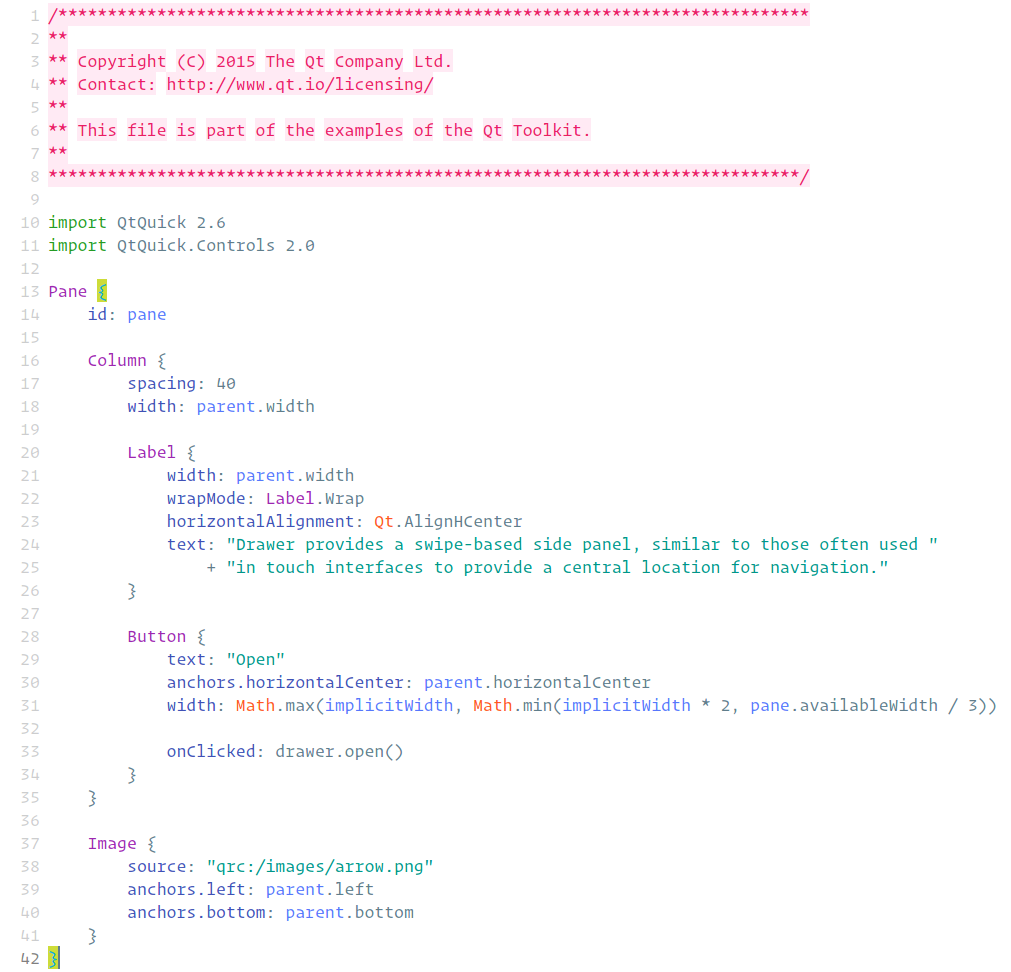 1 /****************************************************************************
2 **
3 ** Copyright (C) 2015 The Qt Company Ltd.
4 ** Contact: http://www.qt.io/licensing/
5 **
6 ** This file is part of the examples of the Qt Toolkit.
7 **
8 ****************************************************************************/
9
10 import QtQuick 2.6
11 import QtQuick.Controls 2.0
12
13 Pane {
14     id: pane
15
16     Column {
17         spacing: 40
18         width: parent.width
19
20         Label {
21             width: parent.width
22             wrapMode: Label.Wrap
23             horizontalAlignment: Qt.AlignHCenter
24             text: "Drawer provides a swipe-based side panel, similar to those often used "
25                 + "in touch interfaces to provide a central location for navigation."
26         }
27
28         Button {
29             text: "Open"
30             anchors.horizontalCenter: parent.horizontalCenter
31             width: Math.max(implicitWidth, Math.min(implicitWidth * 2, pane.availableWidth / 3))
32
33             onClicked: drawer.open()
34         }
35     }
36
37     Image {
38         source: "qrc:/images/arrow.png"
39         anchors.left: parent.left
40         anchors.bottom: parent.bottom
41     }
42 }